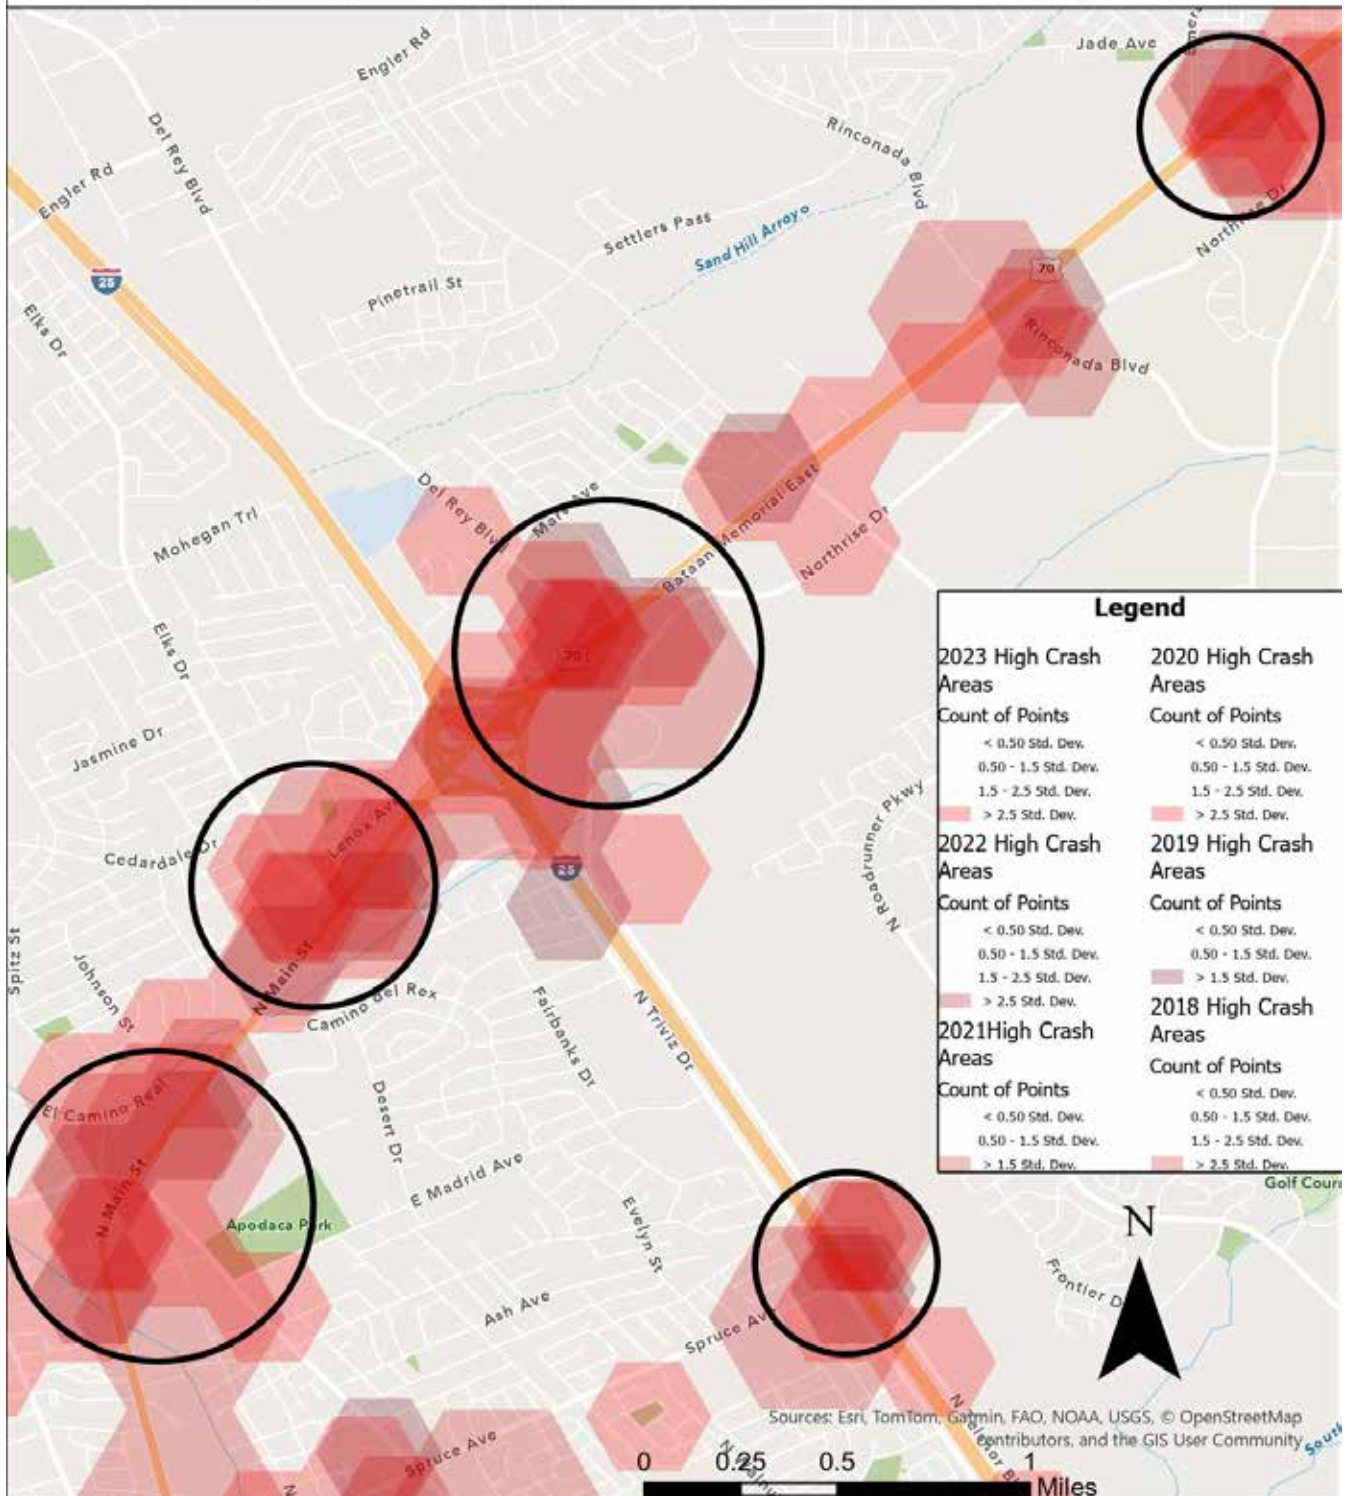 Engler Rd
Jade Ave
Del Rey Blvd
Rinconada Blvd
Engler Rd
Settlers Pass
Sand Hill Arroyo
Northrise Dr
25
70
Pinetrail St
Elks Dr
Rinconada Blvd
Del Rey Blvd
Bataan Memorial East
Mohegan Trl
Northrise Dr
Elks Dr
70
Jasmine Dr
Lenox Ave
Cedardale Dr
25
N Roadrunner Pkwy
Spitz St
Johnson St
N Main St
Camino del Rex
Fairbanks Dr
N Triviz Dr
El Camino Real
Desert Dr
E Madrid Ave
N Main St
Apodaca Park
Evelyn St
Ash Ave
Spruce Ave
Spruce Ave
Legend
2023 High Crash
Areas
Count of Points
< 0.50 Std. Dev.
0.50 - 1.5 Std. Dev.
1.5 - 2.5 Std. Dev.
> 2.5 Std. Dev.
2022 High Crash
Areas
Count of Points
< 0.50 Std. Dev.
0.50 - 1.5 Std. Dev.
1.5 - 2.5 Std. Dev.
> 2.5 Std. Dev.
2021High Crash
Areas
Count of Points
< 0.50 Std. Dev.
0.50 - 1.5 Std. Dev.
> 1.5 Std. Dev.
2020 High Crash
Areas
Count of Points
< 0.50 Std. Dev.
0.50 - 1.5 Std. Dev.
1.5 - 2.5 Std. Dev.
> 2.5 Std. Dev.
2019 High Crash
Areas
Count of Points
< 0.50 Std. Dev.
0.50 - 1.5 Std. Dev.
> 1.5 Std. Dev.
2018 High Crash
Areas
Count of Points
< 0.50 Std. Dev.
0.50 - 1.5 Std. Dev.
1.5 - 2.5 Std. Dev.
> 2.5 Std. Dev.
Golf
N
Frontier
Sources: Esri, TomTom, Garmin, FAO, NOAA, USGS, © OpenStreetMap
contributors, and the GIS User Community
0 0.25 0.5 1
Miles